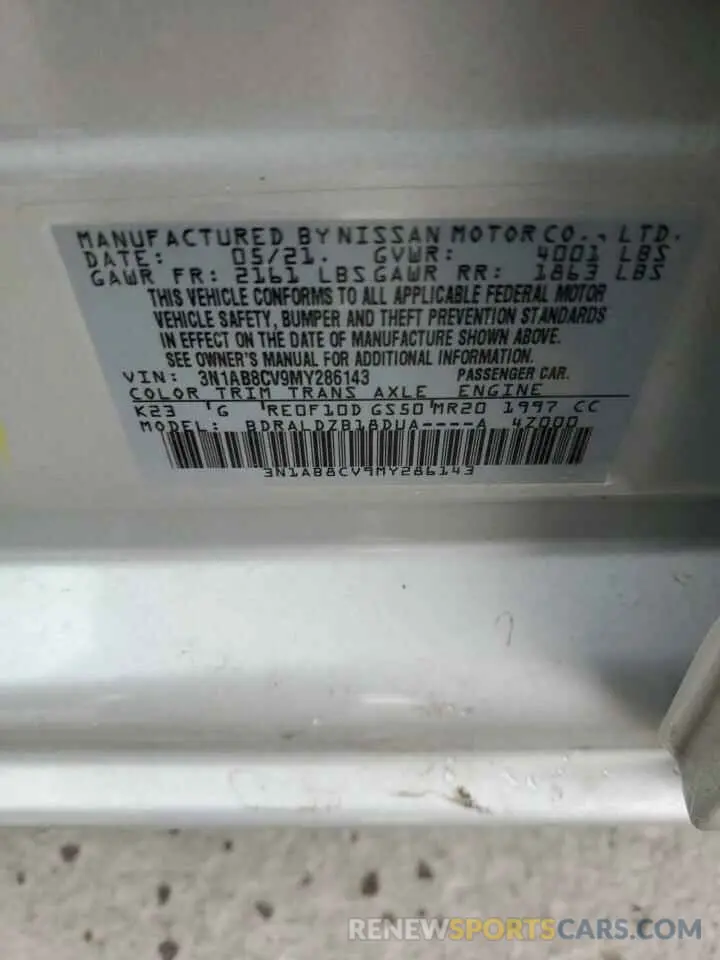 MANUFACTURED BY NISSAN MOTOR CO., LTD.
DATE: 05/21. GVWR: 4001 LBS
GAWR FR: 2161 LBS GAWR RR: 1863 LBS
THIS VEHICLE CONFORMS TO ALL APPLICABLE FEDERAL MOTOR
VEHICLE SAFETY, BUMPER AND THEFT PREVENTION STANDARDS
IN EFFECT ON THE DATE OF MANUFACTURE SHOWN ABOVE.
SEE OWNER'S MANUAL FOR ADDITIONAL INFORMATION.
VIN: 3N1AB8CV9MY286143 PASSENGER CAR.
COLOR TRIM TRANS AXLE ENGINE
K23 'G 'RE0F10D GS50'MR20 1997 CC
MODEL: BDRALDZB18DUA----A 4Z000
3N1AB8CV9MY286143
RENEWSPORTSCARS.COM